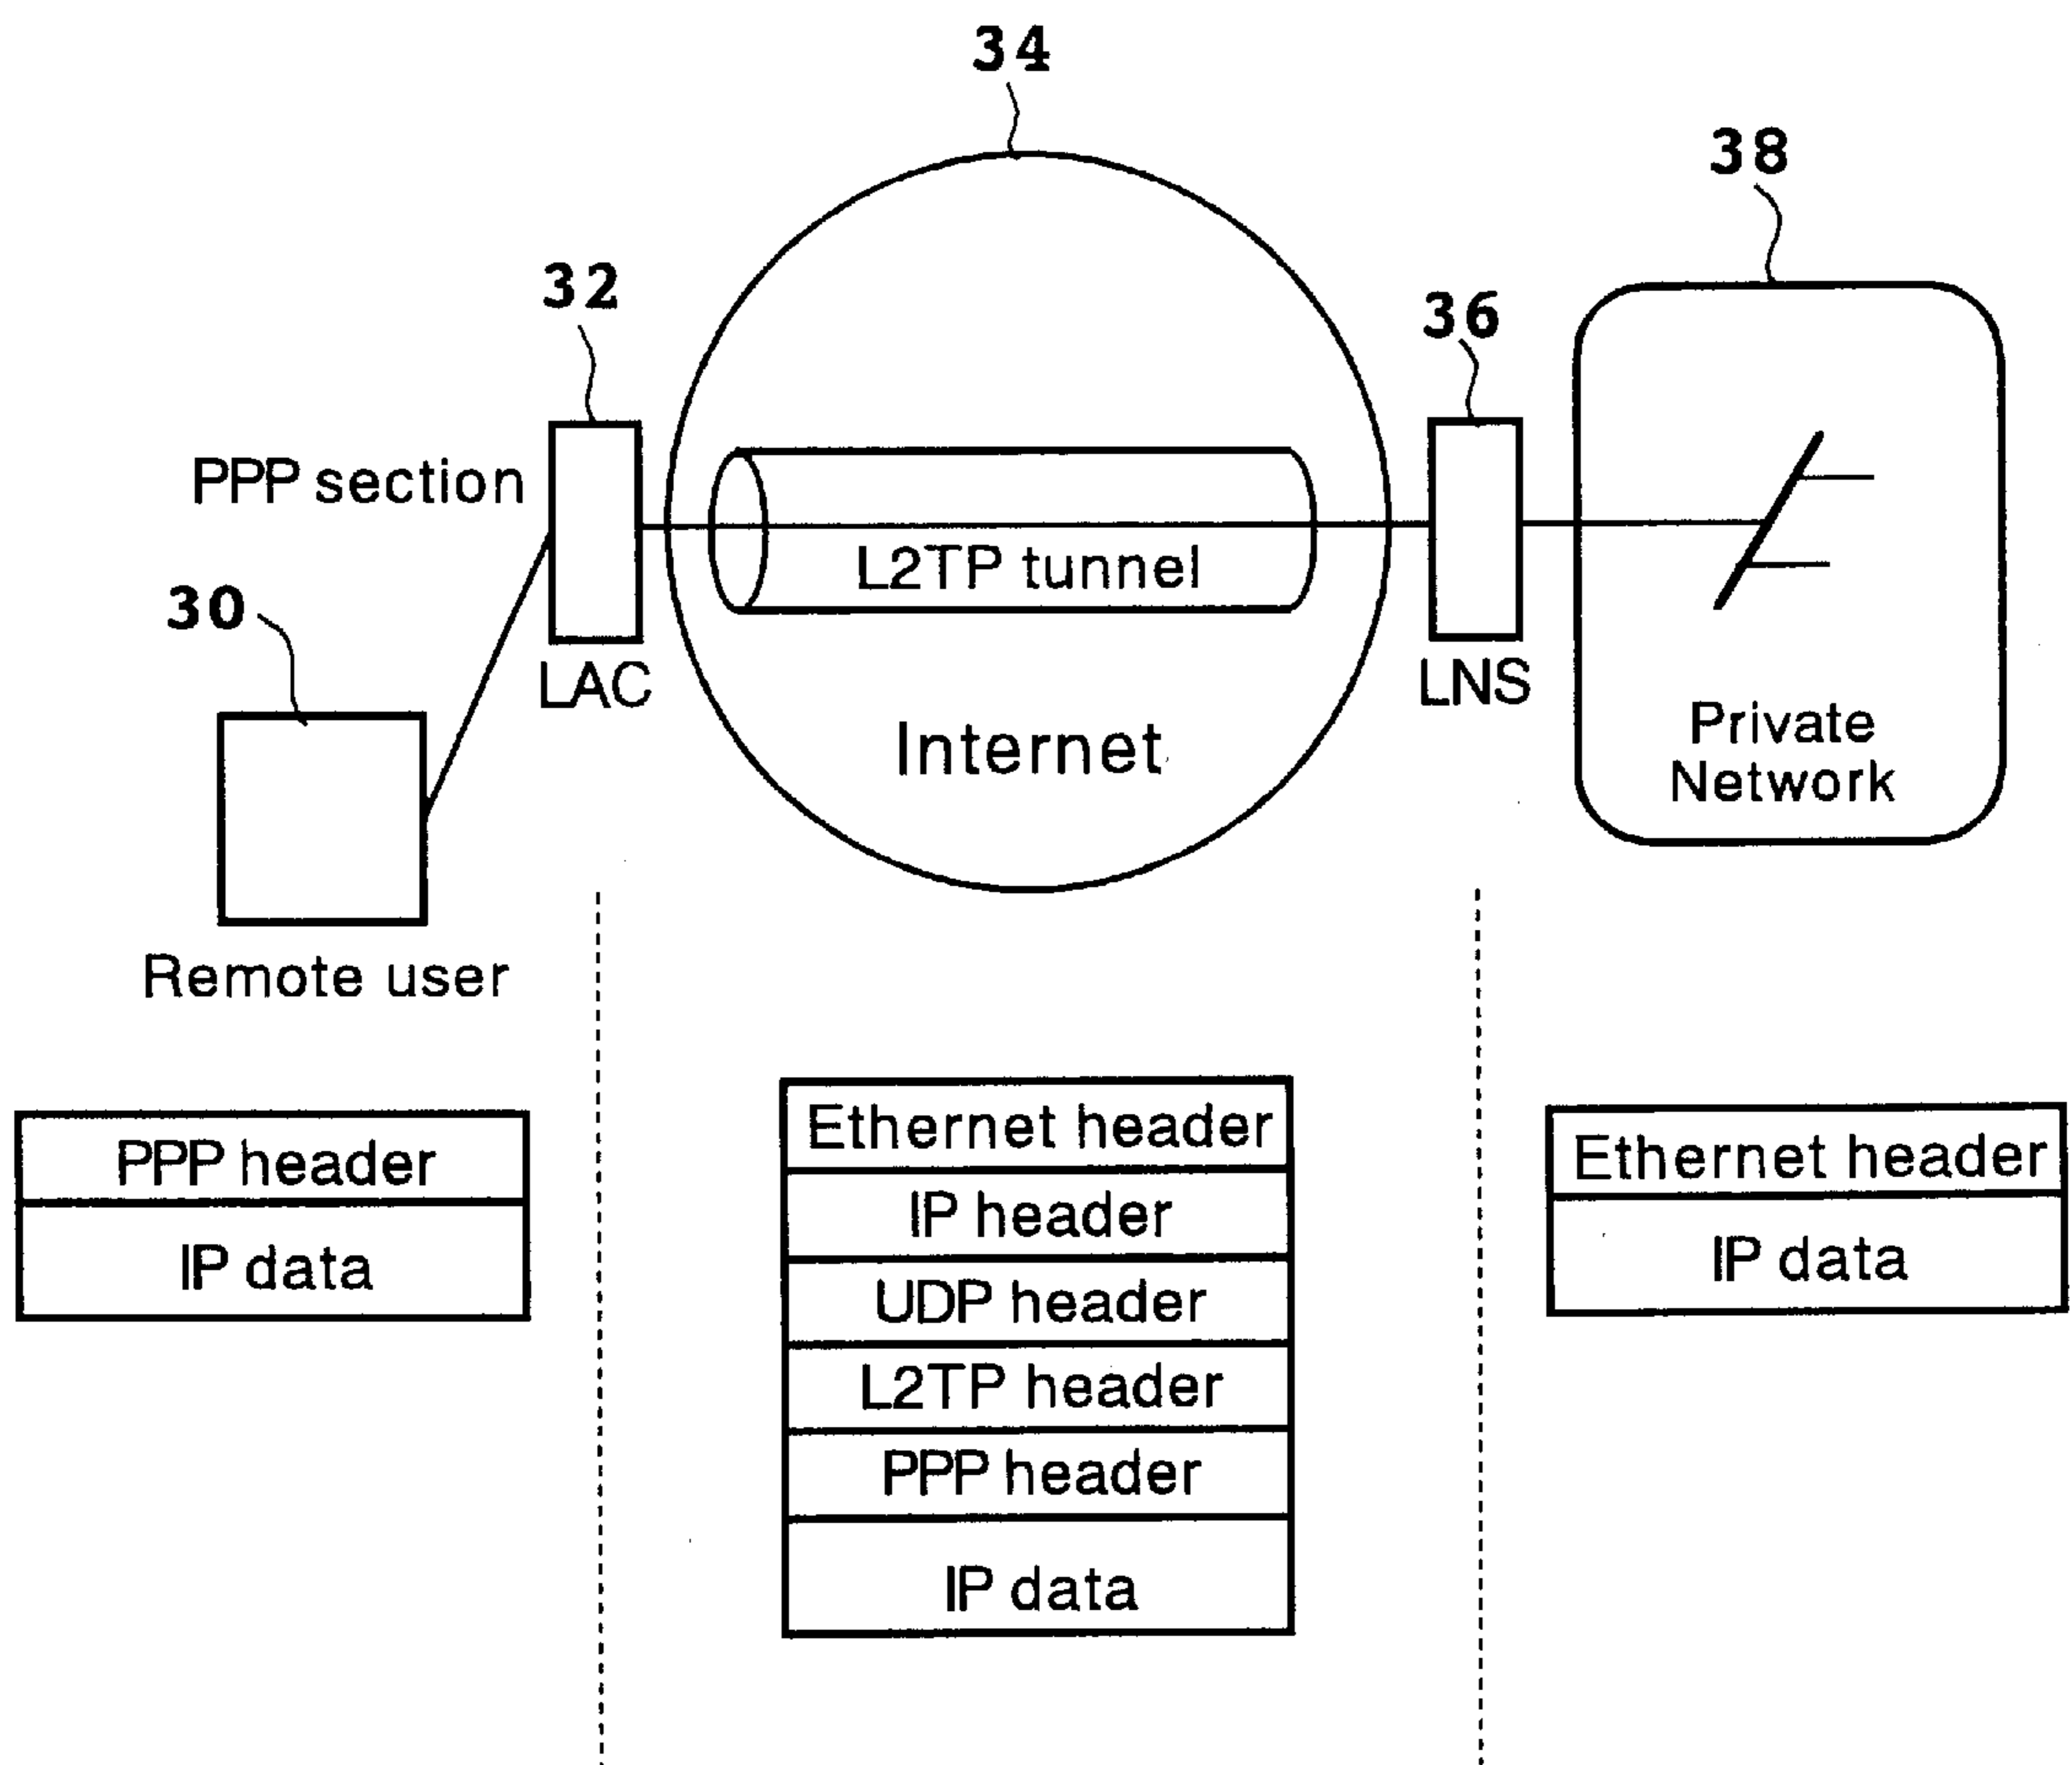 34
38
32
36
PPP section
L2TP tunnel
30
LAC
LNS
Internet
Private
Network
Remote user
PPP header
IP data
Ethernet header
IP header
UDP header
L2TP header
PPP header
IP data
Ethernet header
IP data